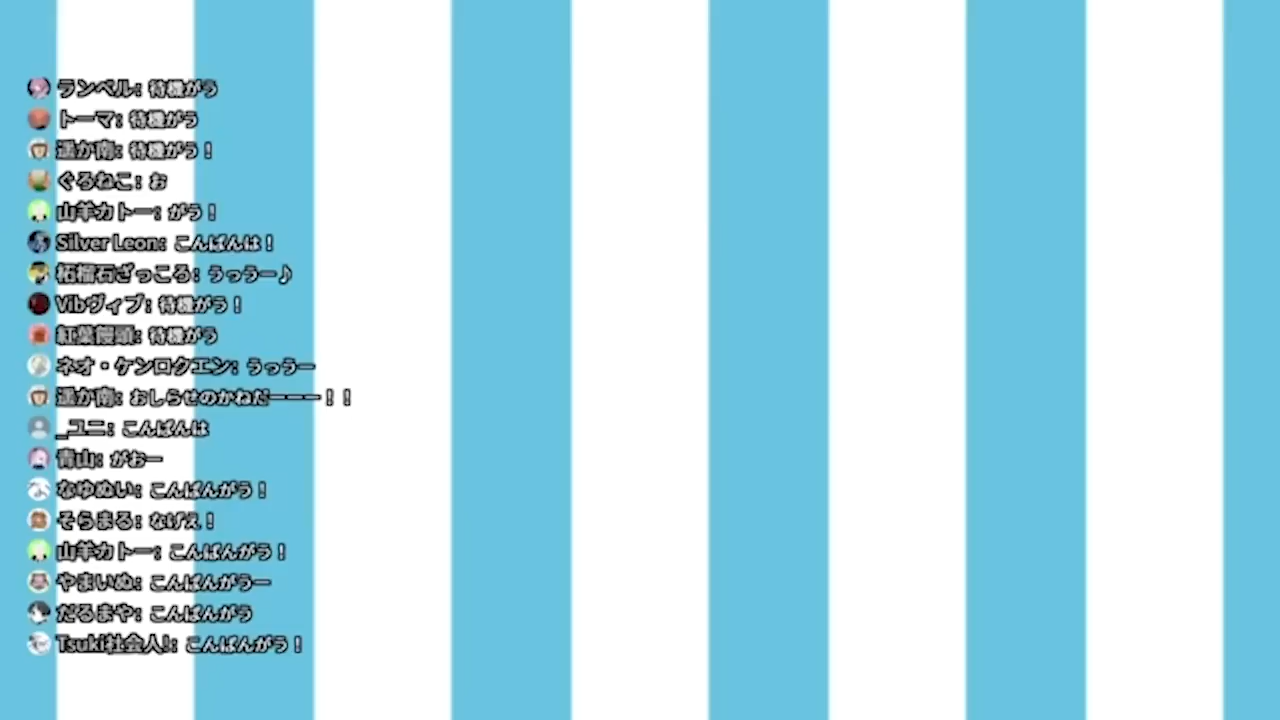 ランベル: 待機がう
トーマ: 待機がう
遥か南: 待機がう！
ぐるねこ: お
山羊カトー: がう！
Silver Leon: こんばんは！
柘榴石ざっころ: うっうー♪
Vibヴィブ: 待機がう！
紅葉饅頭: 待機がう
ネオ・ケンロクエン: うぅうー
遥か南: おしらせのかねだーーー！！
_ユニ: こんばんは
青山: がおー
なゆぬい: こんばんがう！
そらまる: なげえ！
山羊カトー: こんばんがう！
やまいぬ: こんばんがうー
だるまや: こんばんがう
Tsuki社会人!: こんばんがう！